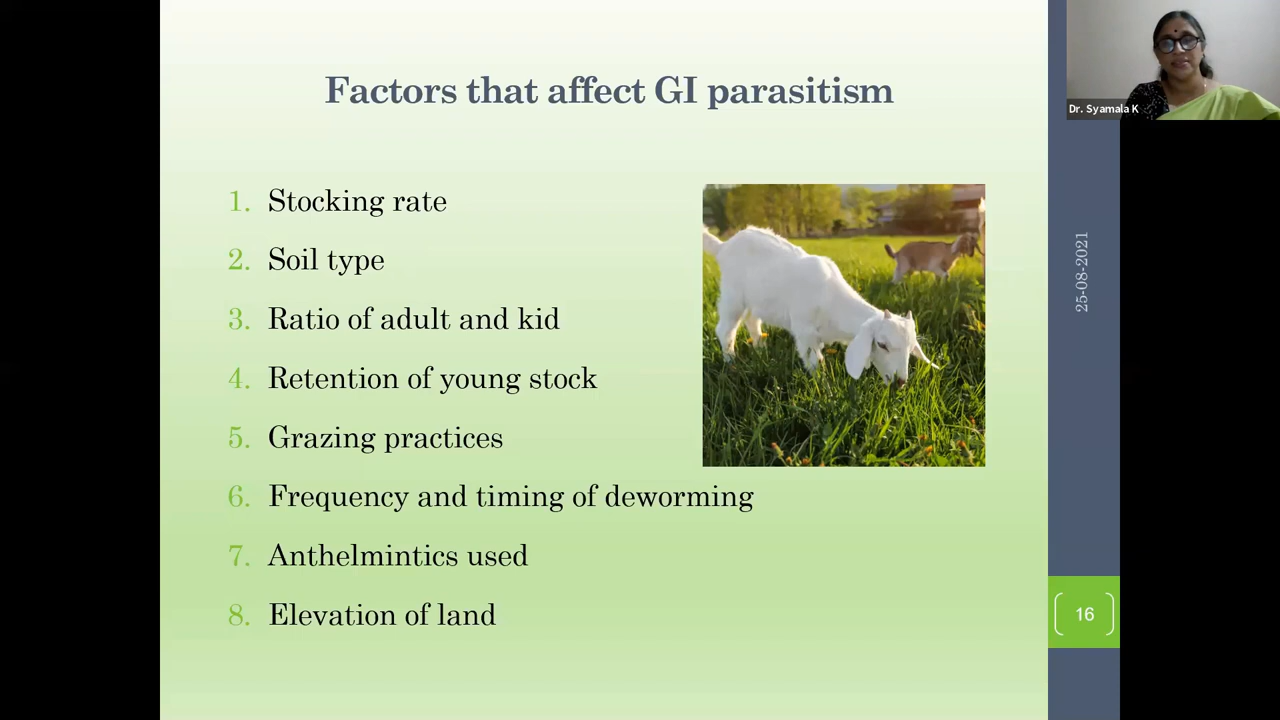 Factors that affect GI parasitism
1. Stocking rate
2. Soil type
3. Ratio of adult and kid
4. Retention of young stock
5. Grazing practices
6. Frequency and timing of deworming
7. Anthelmintics used
8. Elevation of land
Dr. Syamala K
25-08-2021
16